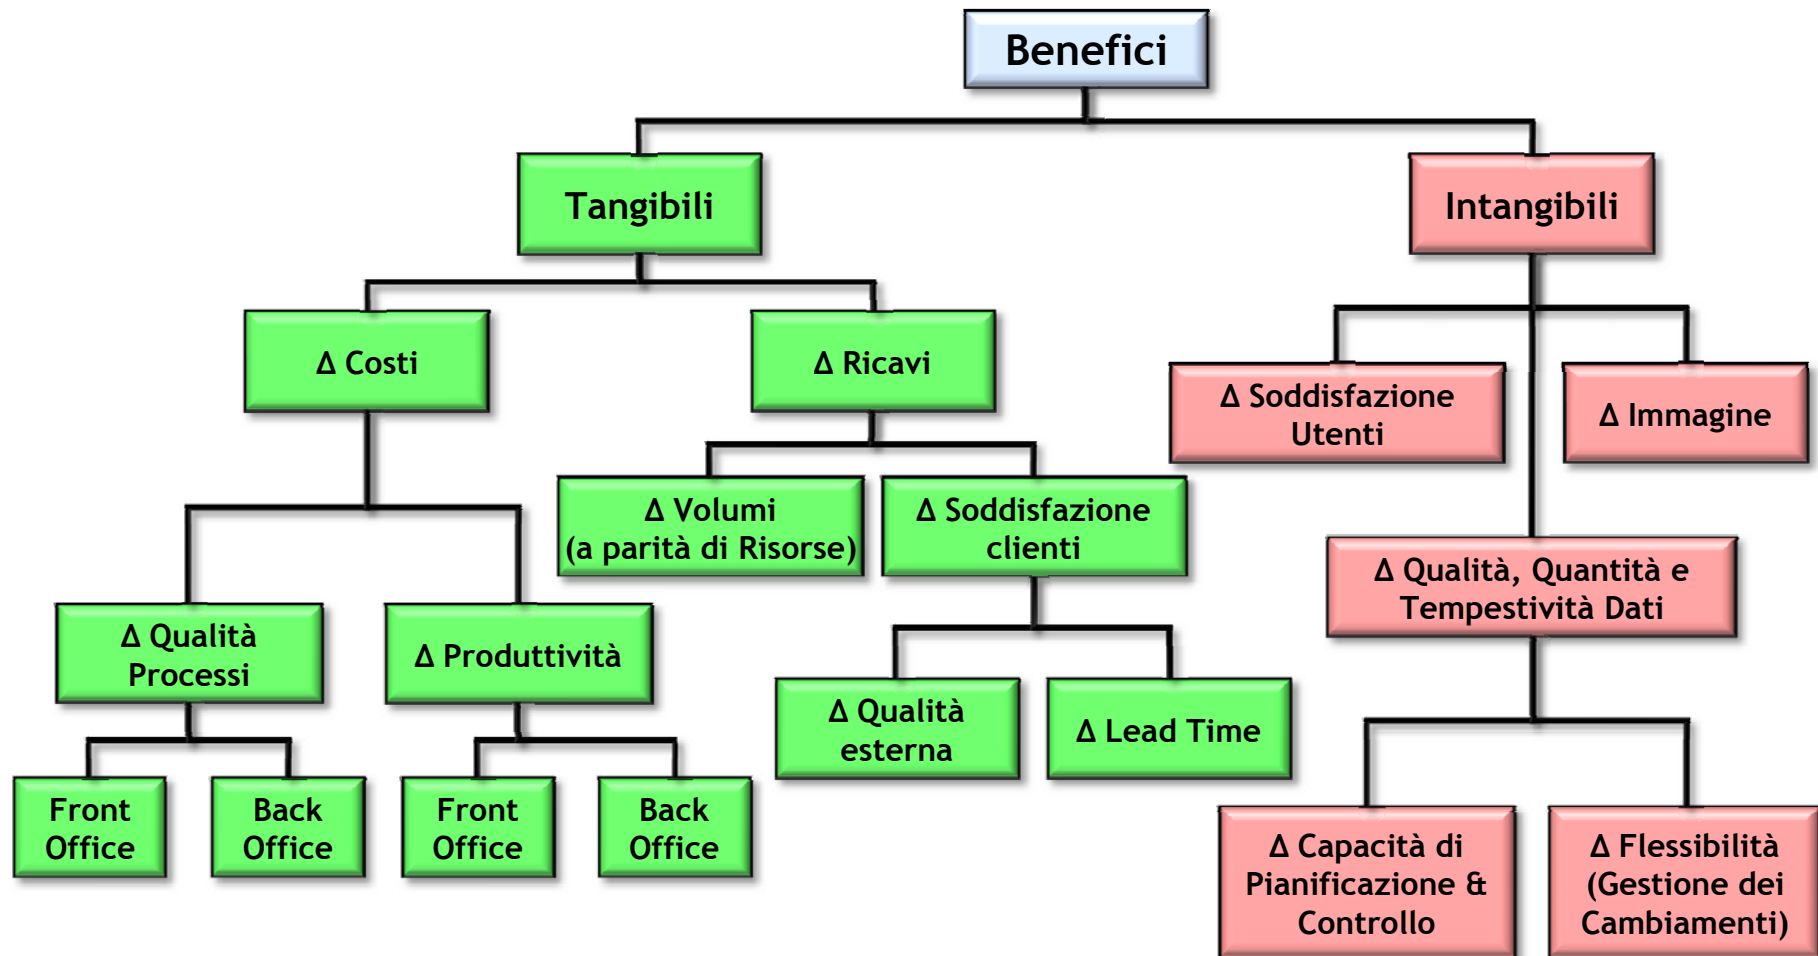 Benefici
Tangibili
Intangibili
Δ Costi
Δ Ricavi
Δ Soddisfazione
Utenti
Δ Immagine
Δ Volumi
(a parità di Risorse)
Δ Soddisfazione
clienti
Δ Qualità, Quantità e
Tempestività Dati
Δ Qualità
Processi
Δ Produttività
Δ Qualità
esterna
Δ Lead Time
Front
Office
Back
Office
Front
Office
Back
Office
Δ Capacità di
Pianificazione &
Controllo
Δ Flessibilità
(Gestione dei
Cambiamenti)